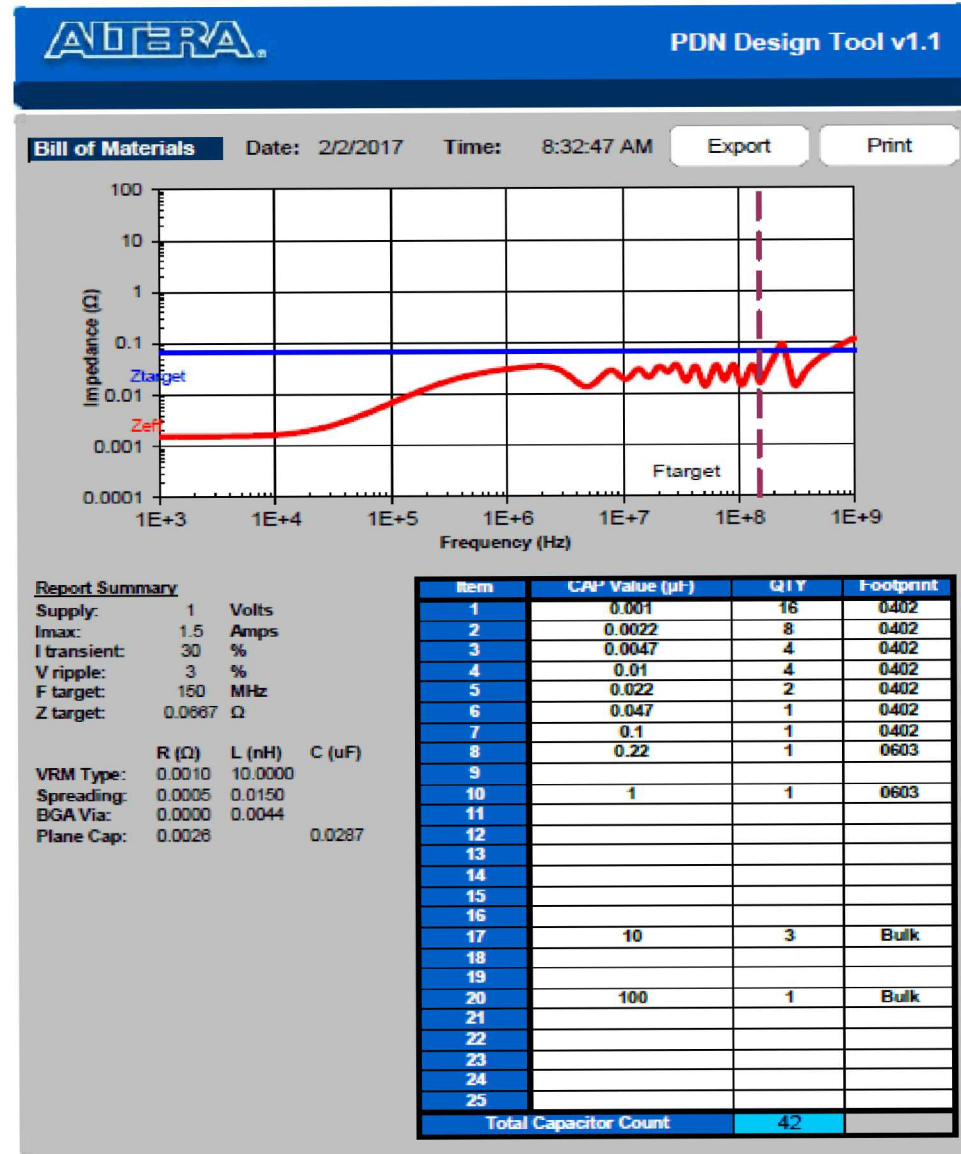 ALTERA.
PDN Design Tool v1.1
Bill of Materials Date: 2/2/2017 Time: 8:32:47 AM Export Print
100
10
1
0.1
0.01
0.001
0.0001
Impedance (Ω)
Ztarget
Zeff
Ftarget
1E+3 1E+4 1E+5 1E+6 1E+7 1E+8 1E+9
Frequency (Hz)
Report Summary
Supply: 1 Volts
Imax: 1.5 Amps
I transient: 30 %
V ripple: 3 %
F target: 150 MHz
Z target: 0.0667 Ω
R (Ω) L (nH) C (uF)
VRM Type: 0.0010 10.0000
Spreading: 0.0005 0.0150
BGA Via: 0.0000 0.0044
Plane Cap: 0.0026 0.0287
Item CAP Value (µF) QTY Footprint
1 0.001 16 0402
2 0.0022 8 0402
3 0.0047 4 0402
4 0.01 4 0402
5 0.022 2 0402
6 0.047 1 0402
7 0.1 1 0402
8 0.22 1 0603
9
10 1 1 0603
11
12
13
14
15
16
17 10 3 Bulk
18
19
20 100 1 Bulk
21
22
23
24
25
Total Capacitor Count 42